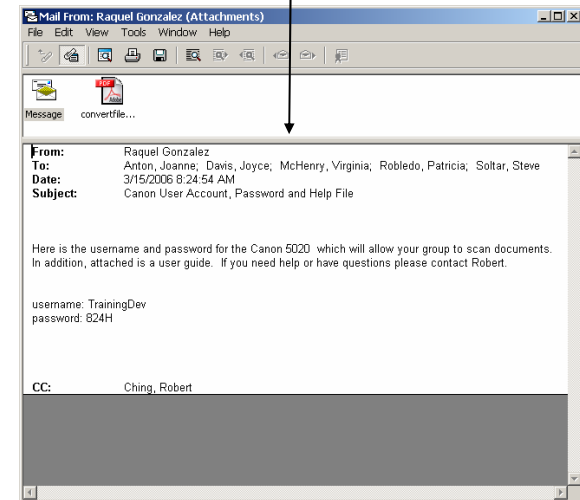 Mail From: Raquel Gonzalez (Attachments)
File Edit View Tools Window Help
PDF
Adobe
Message convertfile...
From: Raquel Gonzalez
To: Anton, Joanne; Davis, Joyce; McHenry, Virginia; Robledo, Patricia; Soltar, Steve
Date: 3/15/2006 8:24:54 AM
Subject: Canon User Account, Password and Help File
Here is the username and password for the Canon 5020 which will allow your group to scan documents.
In addition, attached is a user guide. If you need help or have questions please contact Robert.
username: TrainingDev
password: 824H
CC: Ching, Robert